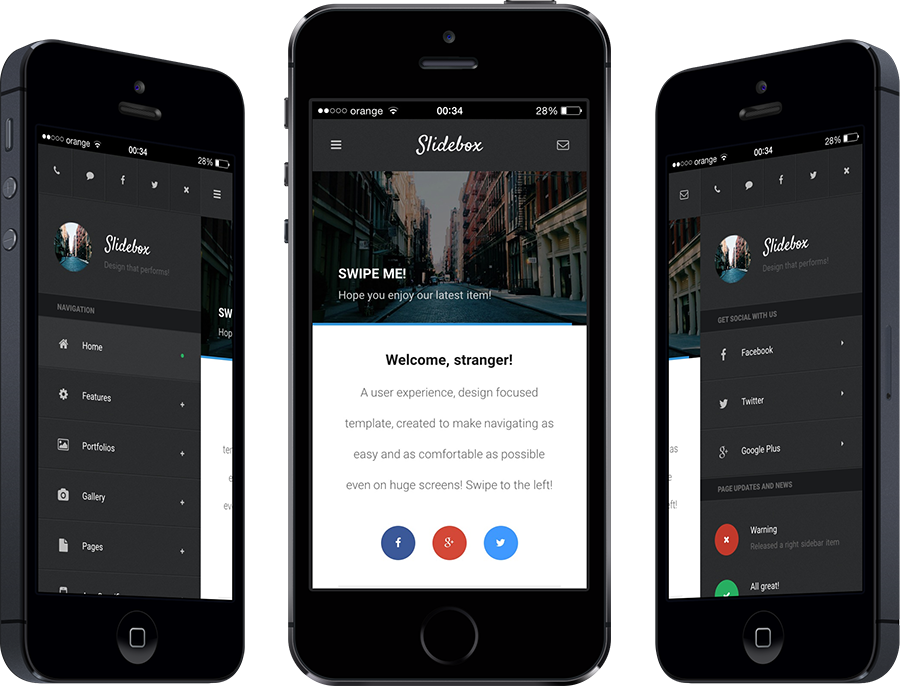 orange
00:34
28%
Slidebox
Design that performs!
NAVIGATION
Home
Features
Portfolios
Gallery
Pages
SW
Hop
orange 00:34 28%
Slidebox
SWIPE ME!
Hope you enjoy our latest item!
Welcome, stranger!
A user experience, design focused
template, created to make navigating as
easy and as comfortable as possible
even on huge screens! Swipe to the left!
orange
00:34
28%
Slidebox
Design that performs!
GET SOCIAL WITH US
Facebook
Twitter
Google Plus
PAGE UPDATES AND NEWS
Warning
Released a right sidebar item
All great!